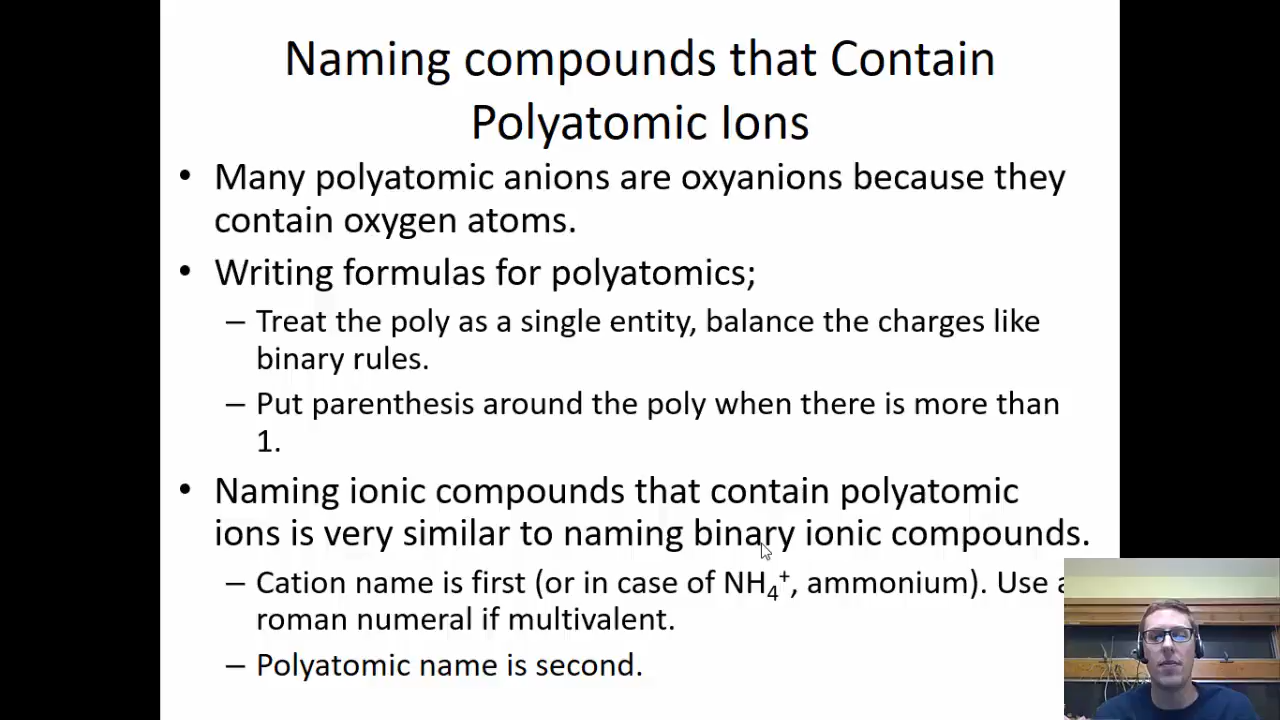 Naming compounds that Contain
Polyatomic Ions
• Many polyatomic anions are oxyanions because they
contain oxygen atoms.
• Writing formulas for polyatomics;
– Treat the poly as a single entity, balance the charges like
binary rules.
– Put parenthesis around the poly when there is more than
1.
• Naming ionic compounds that contain polyatomic
ions is very similar to naming binary ionic compounds.
– Cation name is first (or in case of NH₄⁺, ammonium). Use a
roman numeral if multivalent.
– Polyatomic name is second.